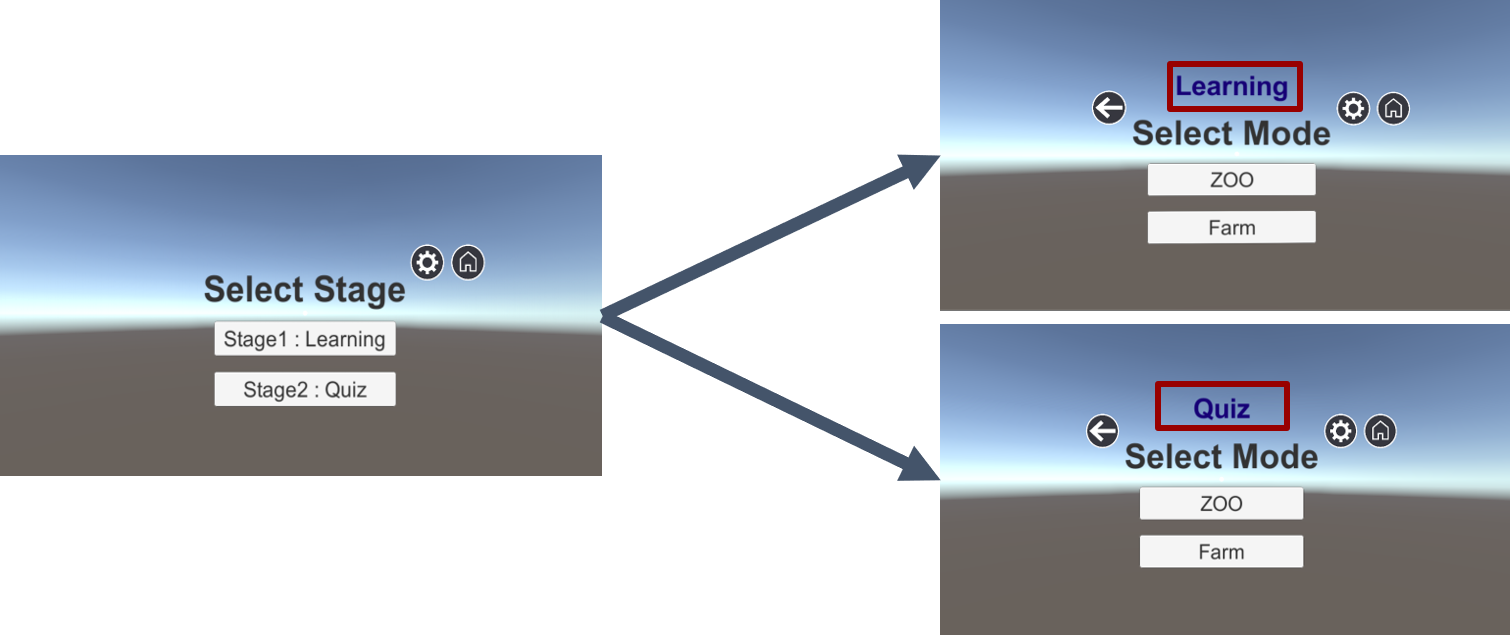 Select Stage
Stage1 : Learning
Stage2 : Quiz
Learning
Select Mode
ZOO
Farm
Quiz
Select Mode
ZOO
Farm